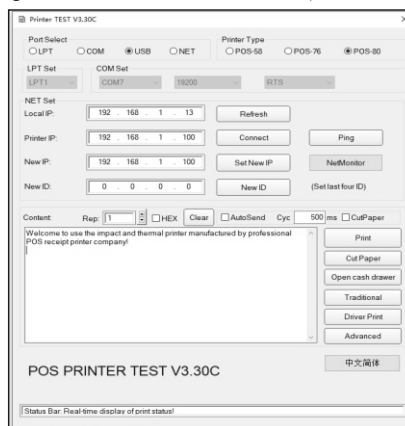 Printer TEST V3.30C
Port Select
Printer Type
LPT COM USB NET
POS-58 POS-76 POS-80
LPT Set
COM Set
LPT1 COM7 19200 RTS
NET Set
Local IP: 192 . 168 . 1 . 13 Refresh
Printer IP: 192 . 168 . 1 . 100 Connect Ping
New IP: 192 . 168 . 1 . 100 Set New IP NetMonitor
New ID: 0 . 0 . 0 . 0 New ID (Set last four ID)
Content: Rep: 1 HEX Clear AutoSend Cyc 500 ms CutPaper
Welcome to use the impact and thermal printer manufactured by professional
POS receipt printer company!
Print
Cut Paper
Open cash drawer
Traditional
Driver Print
Advanced
中文简体
POS PRINTER TEST V3.30C
Status Bar: Real-time display of print status!